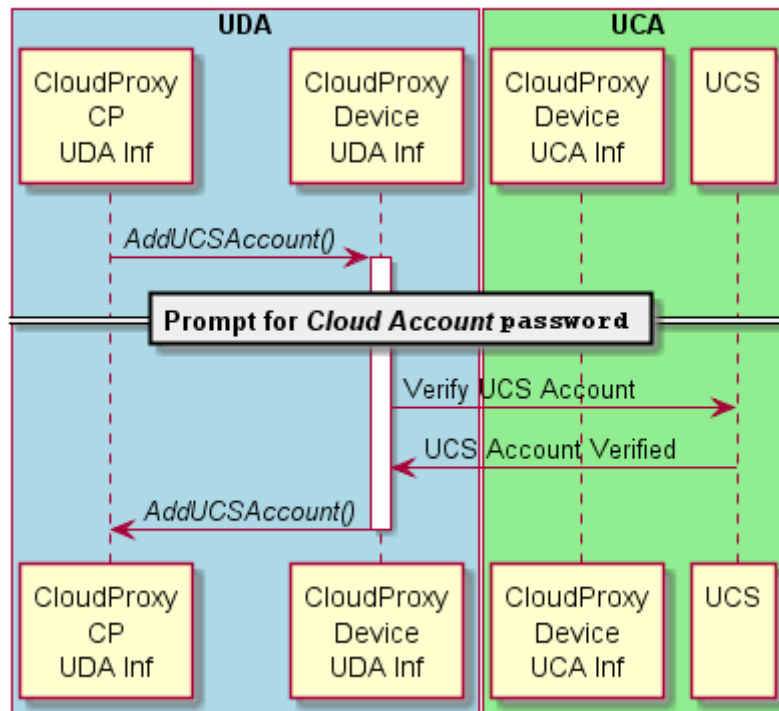 UDA
UCA
CloudProxy
CP
UDA Inf
CloudProxy
Device
UDA Inf
CloudProxy
Device
UCA Inf
UCS
AddUCSAccount()
Prompt for Cloud Account password
Verify UCS Account
UCS Account Verified
AddUCSAccount()
CloudProxy
CP
UDA Inf
CloudProxy
Device
UDA Inf
CloudProxy
Device
UCA Inf
UCS